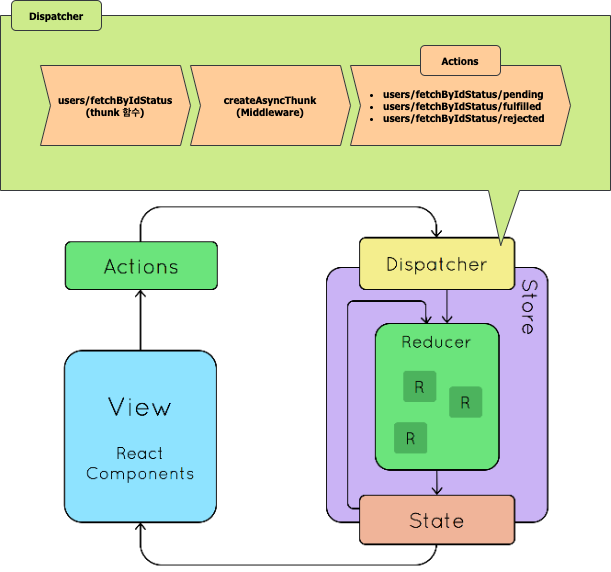 Dispatcher
users/fetchByIdStatus
(thunk 함수)
createAsyncThunk
(Middleware)
Actions
• users/fetchByIdStatus/pending
• users/fetchByIdStatus/fulfilled
• users/fetchByIdStatus/rejected
Actions
Dispatcher
Store
Reducer
R
R
R
View
React
Components
State